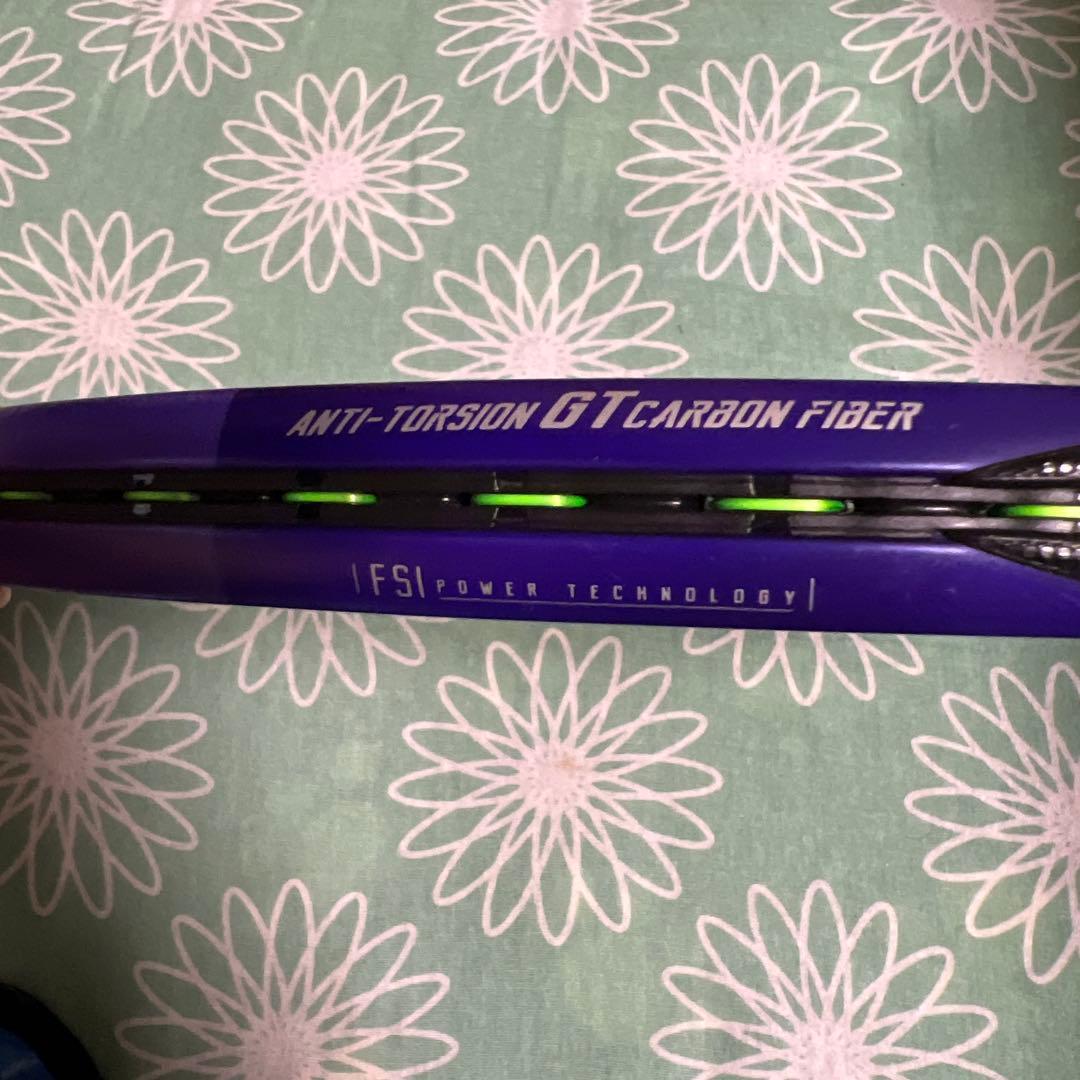 ANTI-TORSION GT CARBON FIBER
FSI POWER TECHNOLOGY